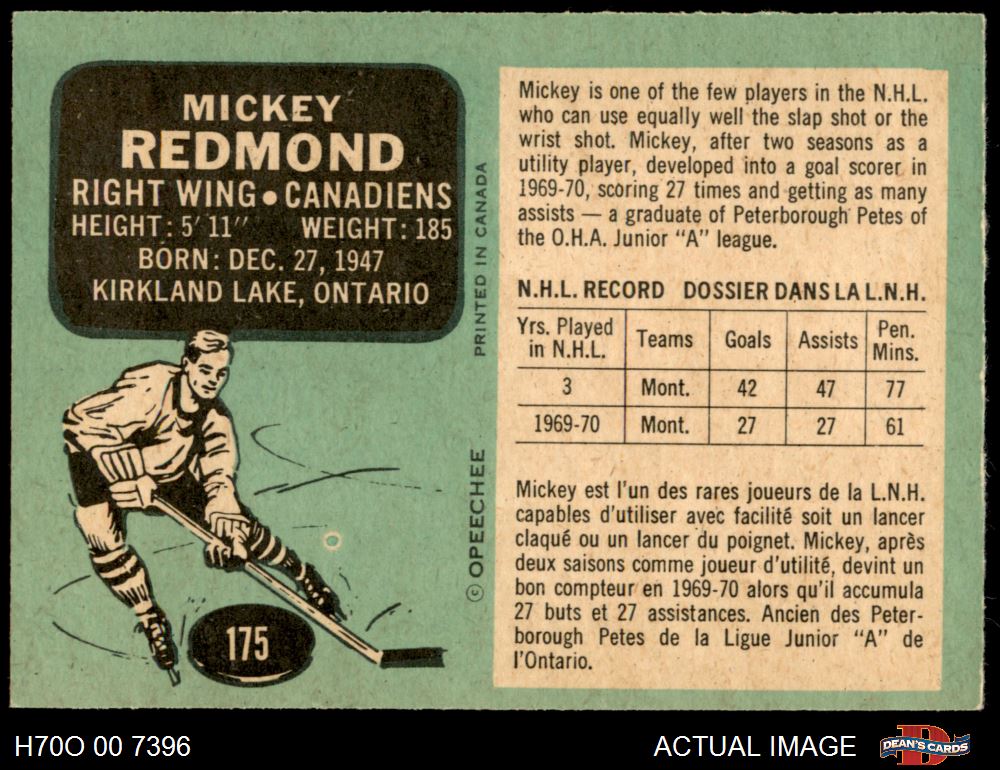 MICKEY
REDMOND
RIGHT WING • CANADIENS
HEIGHT: 5' 11" WEIGHT: 185
BORN: DEC. 27, 1947
KIRKLAND LAKE, ONTARIO
175
© OPEECHEE PRINTED IN CANADA
Mickey is one of the few players in the N.H.L.
who can use equally well the slap shot or the
wrist shot. Mickey, after two seasons as a
utility player, developed into a goal scorer in
1969-70, scoring 27 times and getting as many
assists — a graduate of Peterborough Petes of
the O.H.A. Junior "A" league.
N.H.L. RECORD DOSSIER DANS LA L.N.H.
Yrs. Played in N.H.L. Teams Goals Assists Pen. Mins.
3 Mont. 42 47 77
1969-70 Mont. 27 27 61
Mickey est l'un des rares joueurs de la L.N.H.
capables d'utiliser avec facilité soit un lancer
claqué ou un lancer du poignet. Mickey, après
deux saisons comme joueur d'utilité, devint un
bon compteur en 1969-70 alors qu'il accumula
27 buts et 27 assistances. Ancien des Peter-
borough Petes de la Ligue Junior "A" de
l'Ontario.
H70O 00 7396
ACTUAL IMAGE
D
DEAN'S CARDS